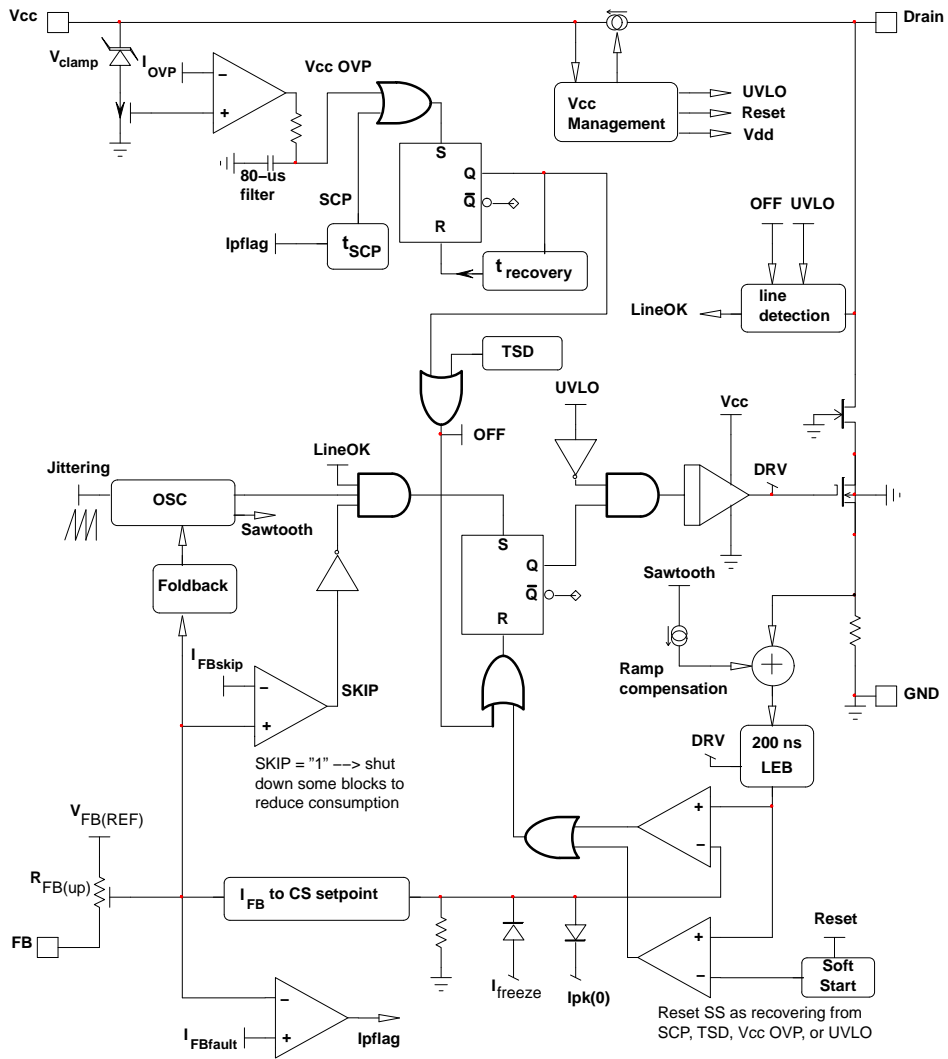 Vcc
Drain
Vclamp
IOVP
−
+
Vcc OVP
80−us
filter
SCP
Ipflag
tSCP
S
Q
Q
R
trecovery
Vcc
Management
UVLO
Reset
Vdd
OFF UVLO
line
detection
LineOK
TSD
OFF
UVLO
Vcc
DRV
LineOK
Jittering
OSC
Sawtooth
Foldback
S
Q
Q
R
Sawtooth
Ramp
compensation
+
GND
IFBskip
−
+
SKIP
SKIP = ”1” −−> shut
down some blocks to
reduce consumption
DRV
200 ns
LEB
VFB(REF)
RFB(up)
FB
IFB to CS setpoint
+
−
Ifreeze
Ipk(0)
+
−
Reset
Soft
Start
Reset SS as recovering from
SCP, TSD, Vcc OVP, or UVLO
−
+
IFBfault
Ipflag